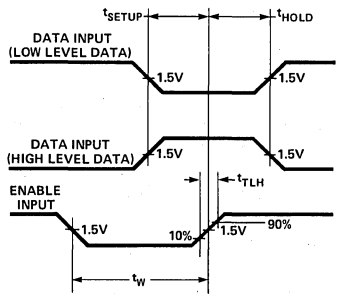 tSETUP
tHOLD
DATA INPUT
(LOW LEVEL DATA)
1.5V
1.5V
DATA INPUT
(HIGH LEVEL DATA)
1.5V
1.5V
tTLH
ENABLE
INPUT
1.5V
10%
1.5V
90%
tW